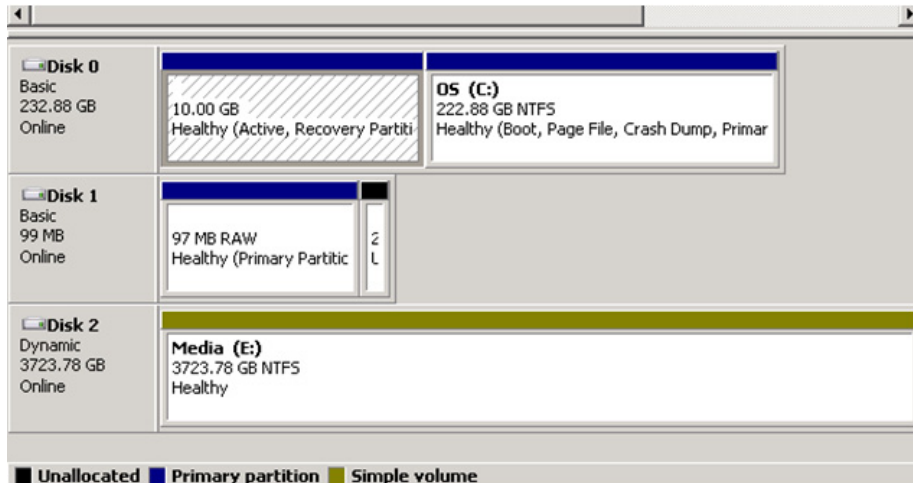 Disk 0
Basic
232.88 GB
Online
10.00 GB
Healthy (Active, Recovery Partiti
OS (C:)
222.88 GB NTFS
Healthy (Boot, Page File, Crash Dump, Primar
Disk 1
Basic
99 MB
Online
97 MB RAW
Healthy (Primary Partitic
2
U
Disk 2
Dynamic
3723.78 GB
Online
Media (E:)
3723.78 GB NTFS
Healthy
Unallocated Primary partition Simple volume